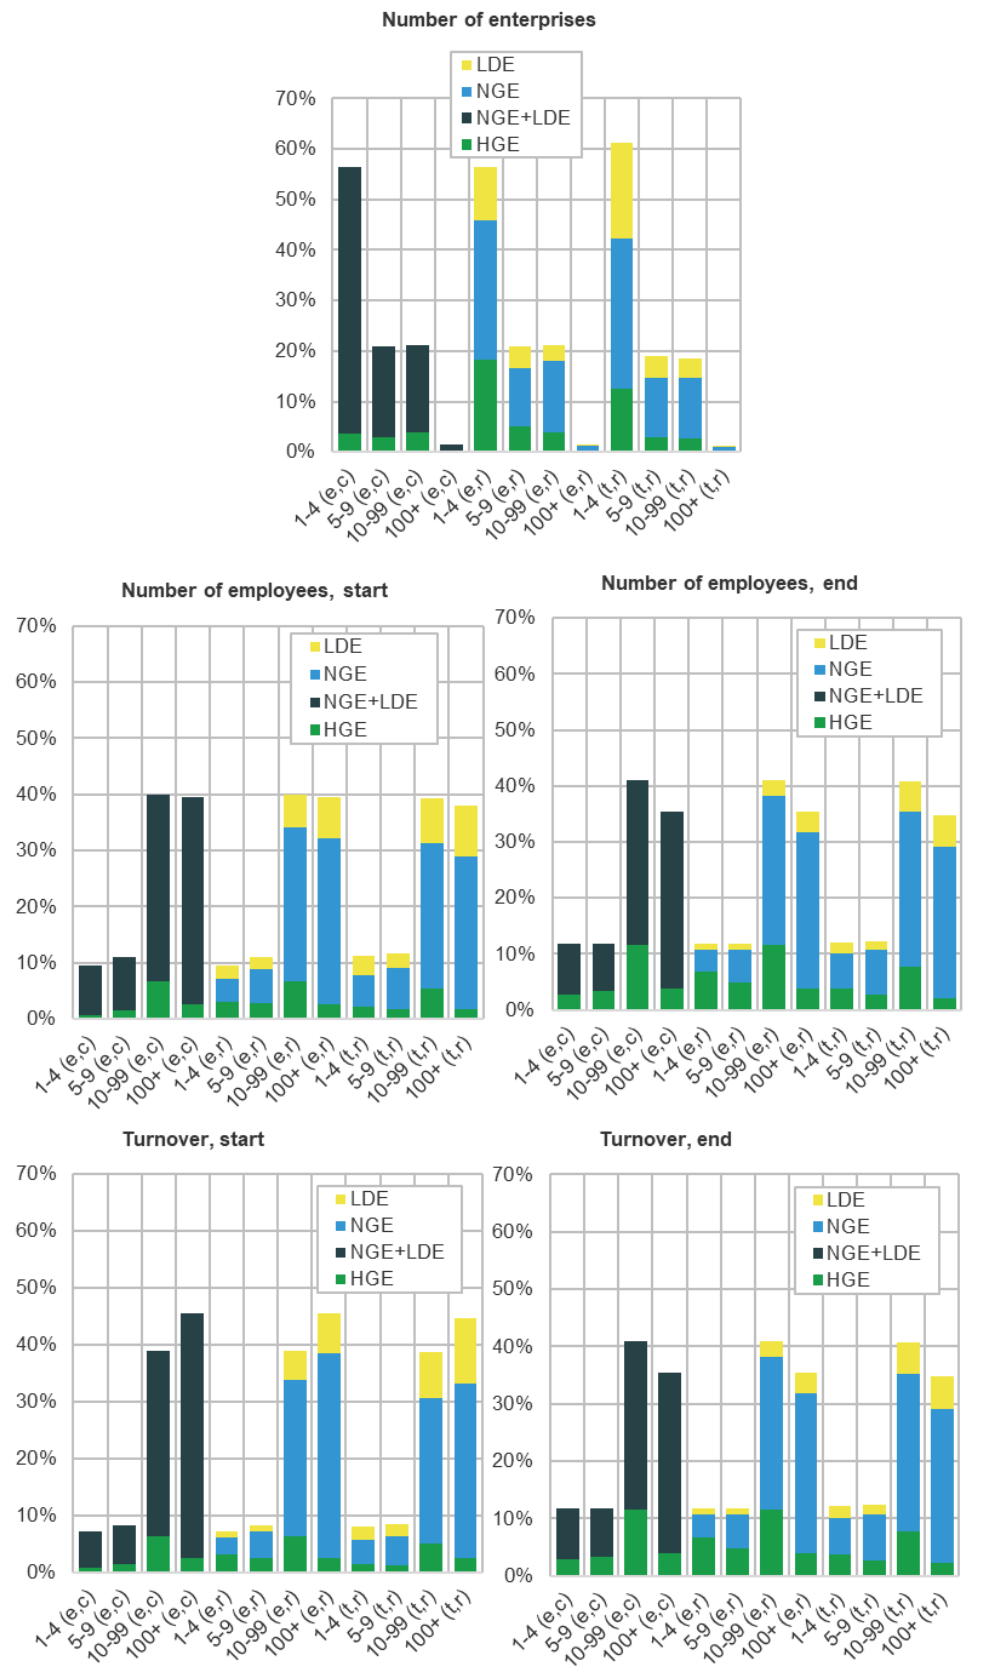 Number of enterprises
LDE
NGE
NGE+LDE
HGE
70%
60%
50%
40%
30%
20%
10%
0%
1-4 (e,c)
5-9 (e,c)
10-99 (e,c)
100+ (e,c)
1-4 (e,r)
5-9 (e,r)
10-99 (e,r)
100+ (e,r)
1-4 (t,r)
5-9 (t,r)
10-99 (t,r)
100+ (t,r)
Number of employees, start
70%
60%
50%
40%
30%
20%
10%
0%
LDE
NGE
NGE+LDE
HGE
1-4 (e,c)
5-9 (e,c)
10-99 (e,c)
100+ (e,c)
1-4 (e,r)
5-9 (e,r)
10-99 (e,r)
100+ (e,r)
1-4 (t,r)
5-9 (t,r)
10-99 (t,r)
100+ (t,r)
Number of employees, end
70%
60%
50%
40%
30%
20%
10%
0%
LDE
NGE
NGE+LDE
HGE
1-4 (e,c)
5-9 (e,c)
10-99 (e,c)
100+ (e,c)
1-4 (e,r)
5-9 (e,r)
10-99 (e,r)
100+ (e,r)
1-4 (t,r)
5-9 (t,r)
10-99 (t,r)
100+ (t,r)
Turnover, start
70%
60%
50%
40%
30%
20%
10%
0%
LDE
NGE
NGE+LDE
HGE
1-4 (e,c)
5-9 (e,c)
10-99 (e,c)
100+ (e,c)
1-4 (e,r)
5-9 (e,r)
10-99 (e,r)
100+ (e,r)
1-4 (t,r)
5-9 (t,r)
10-99 (t,r)
100+ (t,r)
Turnover, end
70%
60%
50%
40%
30%
20%
10%
0%
LDE
NGE
NGE+LDE
HGE
1-4 (e,c)
5-9 (e,c)
10-99 (e,c)
100+ (e,c)
1-4 (e,r)
5-9 (e,r)
10-99 (e,r)
100+ (e,r)
1-4 (t,r)
5-9 (t,r)
10-99 (t,r)
100+ (t,r)